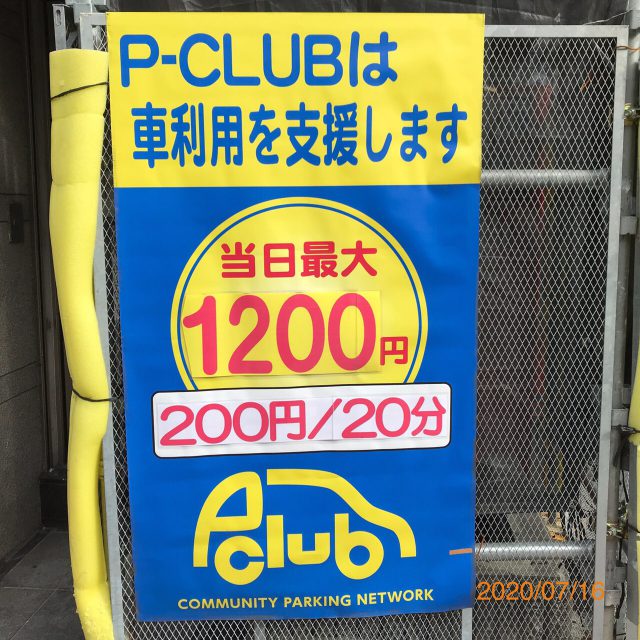 P-CLUBは
車利用を支援します
当日最大
1200円
200円/20分
P club
COMMUNITY PARKING NETWORK
2020/07/16